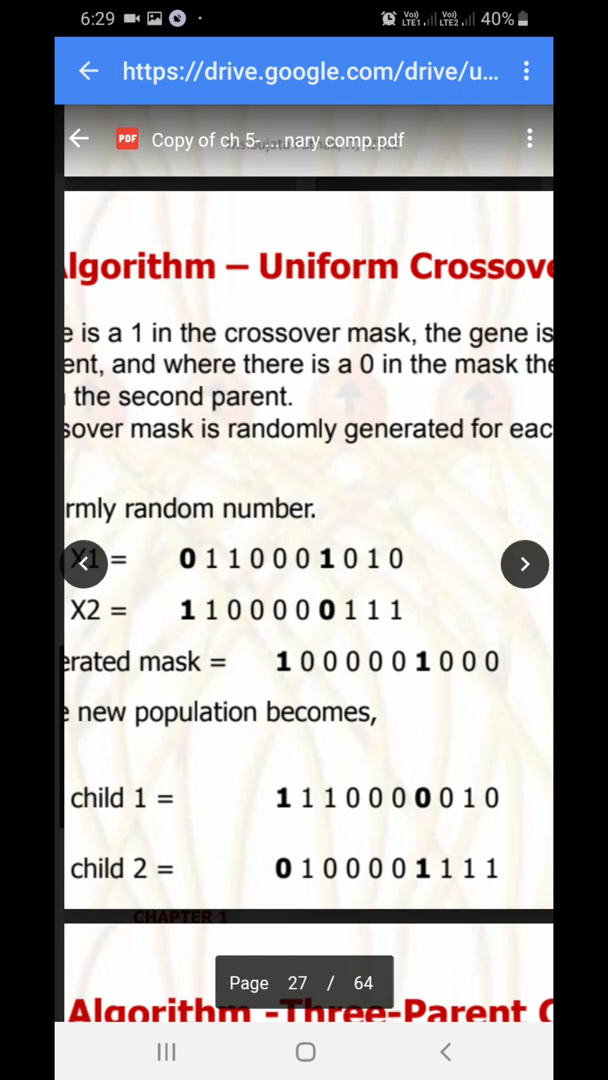 6:29 Vo)) LTE1 Vo)) LTE2 40%
https://drive.google.com/drive/u...
PDF Copy of ch 5-... nary comp.pdf
lgorithm – Uniform Crossove
e is a 1 in the crossover mask, the gene is
ent, and where there is a 0 in the mask the
the second parent.
sover mask is randomly generated for eac
rmly random number.
X1 = 0 1 1 0 0 0 1 0 1 0
X2 = 1 1 0 0 0 0 0 1 1 1
erated mask = 1 0 0 0 0 0 1 0 0 0
e new population becomes,
child 1 = 1 1 1 0 0 0 0 0 1 0
child 2 = 0 1 0 0 0 0 1 1 1 1
CHAPTER 1
Page 27 / 64
Algorithm -Three-Parent C